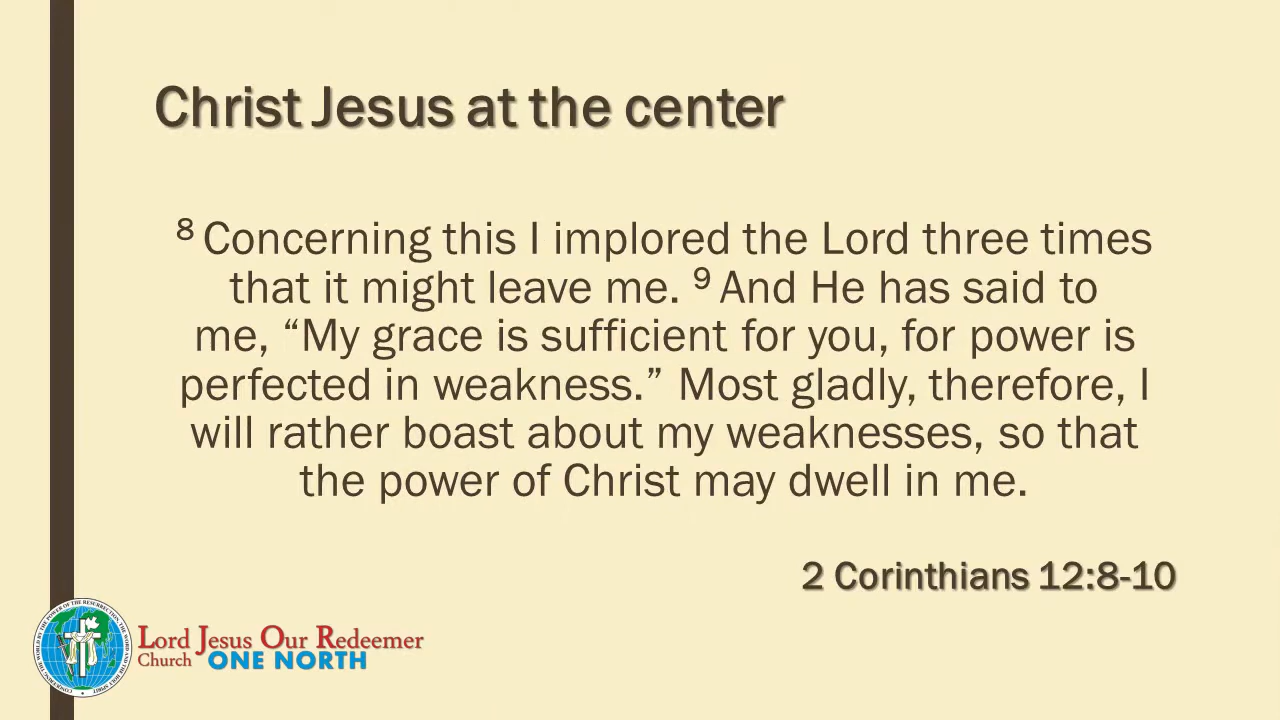 Christ Jesus at the center
8 Concerning this I implored the Lord three times
that it might leave me. 9 And He has said to
me, “My grace is sufficient for you, for power is
perfected in weakness.” Most gladly, therefore, I
will rather boast about my weaknesses, so that
the power of Christ may dwell in me.
2 Corinthians 12:8-10
Lord Jesus Our Redeemer
Church ONE NORTH